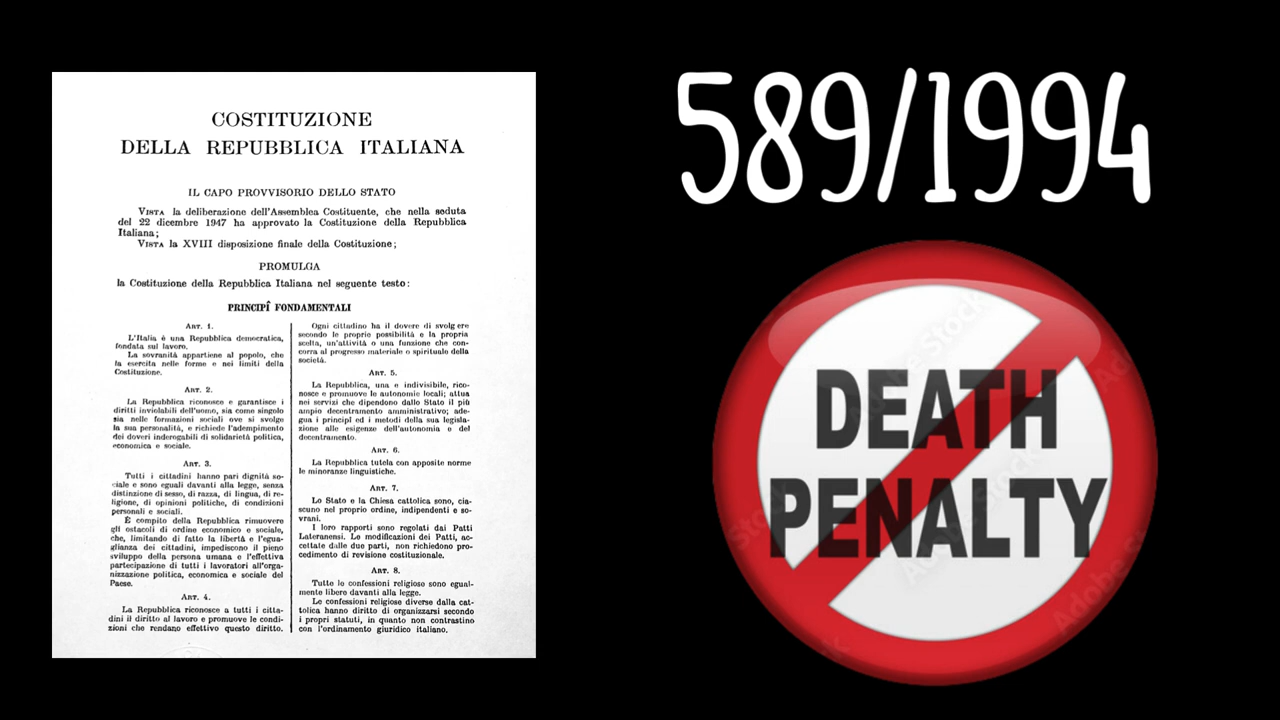 COSTITUZIONE
DELLA REPUBBLICA ITALIANA
IL CAPO PROVVISORIO DELLO STATO
VISTA la deliberazione dell'Assemblea Costituente, che nella seduta
del 22 dicembre 1947 ha approvato la Costituzione della Repubblica
Italiana;
VISTA la XVIII disposizione finale della Costituzione;
PROMULGA
la Costituzione della Repubblica Italiana nel seguente testo:
PRINCIPÎ FONDAMENTALI
ART. 1.
L'Italia è una Repubblica democratica,
fondata sul lavoro.
La sovranità appartiene al popolo, che
la esercita nelle forme e nei limiti della
Costituzione.
ART. 2.
La Repubblica riconosce e garantisce i
diritti inviolabili dell'uomo, sia come singolo
sia nelle formazioni sociali ove si svolge
la sua personalità, e richiede l'adempimento
dei doveri inderogabili di solidarietà politica,
economica e sociale.
ART. 3.
Tutti i cittadini hanno pari dignità so-
ciale e sono eguali davanti alla legge, senza
distinzione di sesso, di razza, di lingua, di re-
ligione, di opinioni politiche, di condizioni
personali e sociali.
È compito della Repubblica rimuovere
gli ostacoli di ordine economico e sociale,
che, limitando di fatto la libertà e l'egua-
glianza dei cittadini, impediscono il pieno
sviluppo della persona umana e l'effettiva
partecipazione di tutti i lavoratori all'orga-
nizzazione politica, economica e sociale del
Paese.
ART. 4.
La Repubblica riconosce a tutti i citta-
dini il diritto al lavoro e promuove le condi-
zioni che rendano effettivo questo diritto.
Ogni cittadino ha il dovere di svolgere
secondo le proprie possibilità e la propria
scelta, un'attività o una funzione che con-
corra al progresso materiale o spirituale della
società.
ART. 5.
La Repubblica, una e indivisibile, rico-
nosce e promuove le autonomie locali; attua
nei servizi che dipendono dallo Stato il più
ampio decentramento amministrativo; ade-
gua i principî ed i metodi della sua legisla-
zione alle esigenze dell'autonomia e del
decentramento.
ART. 6.
La Repubblica tutela con apposite norme
le minoranze linguistiche.
ART. 7.
Lo Stato e la Chiesa cattolica sono, cia-
scuno nel proprio ordine, indipendenti e so-
vrani.
I loro rapporti sono regolati dai Patti
Lateranensi. Le modificazioni dei Patti, ac-
cettate dalle due parti, non richiedono pro-
cedimento di revisione costituzionale.
ART. 8.
Tutte le confessioni religiose sono egual-
mente libere davanti alla legge.
Le confessioni religiose diverse dalla cat-
tolica hanno diritto di organizzarsi secondo
i propri statuti, in quanto non contrastino
con l'ordinamento giuridico italiano.
589/1994
DEATH
PENALTY